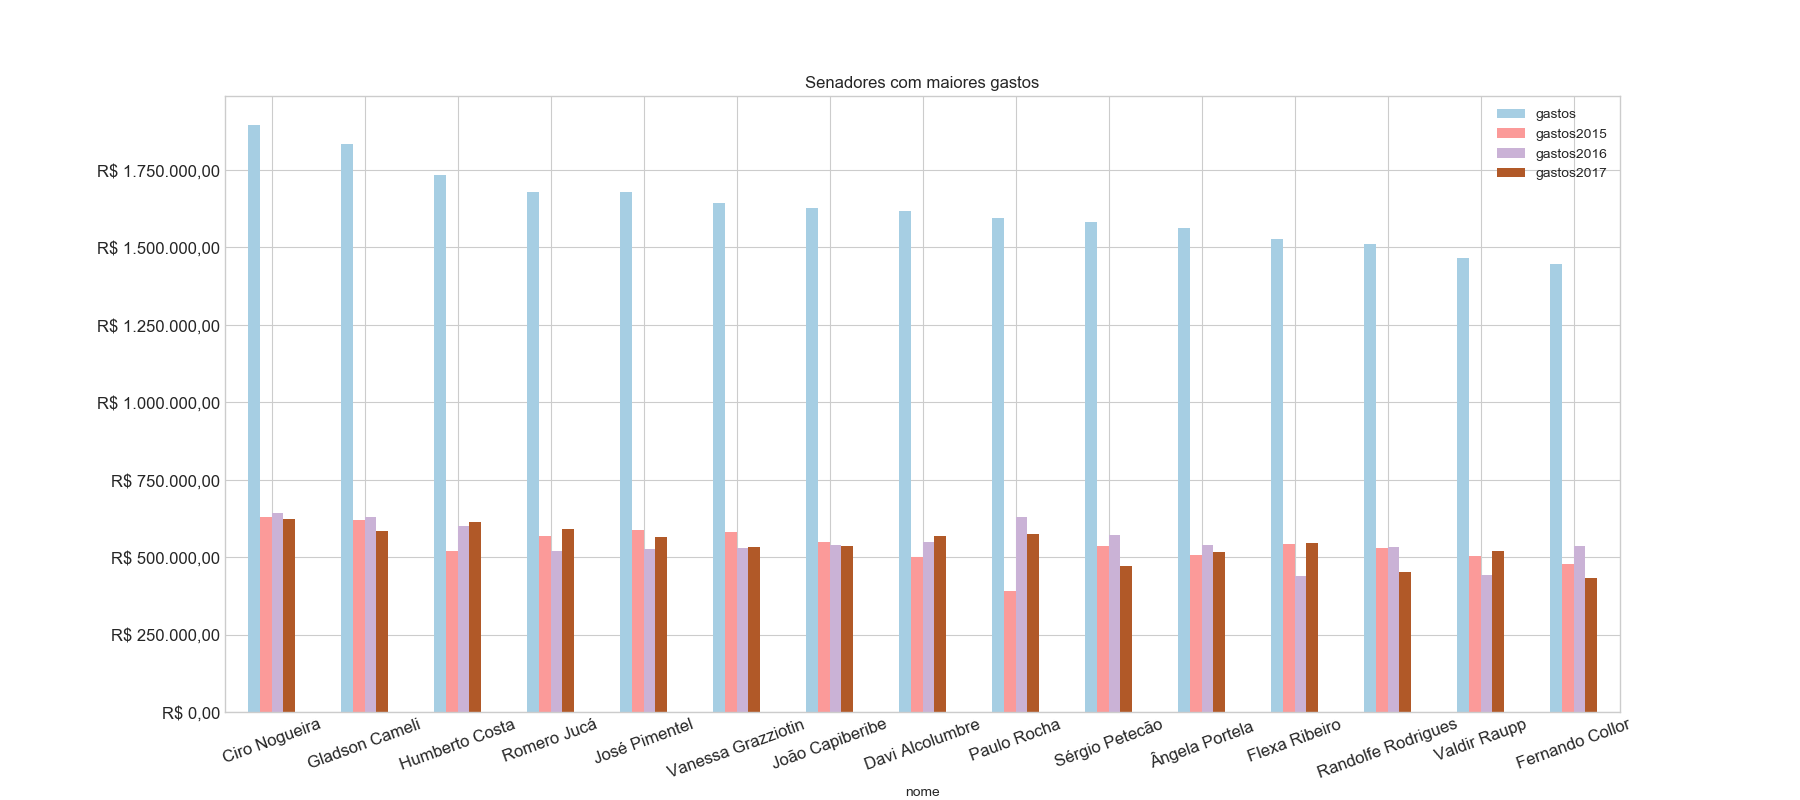 Senadores com maiores gastos
gastos
gastos2015
gastos2016
gastos2017
R$ 1.750.000,00
R$ 1.500.000,00
R$ 1.250.000,00
R$ 1.000.000,00
R$ 750.000,00
R$ 500.000,00
R$ 250.000,00
R$ 0,00
Ciro Nogueira
Gladson Cameli
Humberto Costa
Romero Jucá
José Pimentel
Vanessa Grazziotin
João Capiberibe
Davi Alcolumbre
Paulo Rocha
Sérgio Petecão
Ângela Portela
Flexa Ribeiro
Randolfe Rodrigues
Valdir Raupp
Fernando Collor
nome